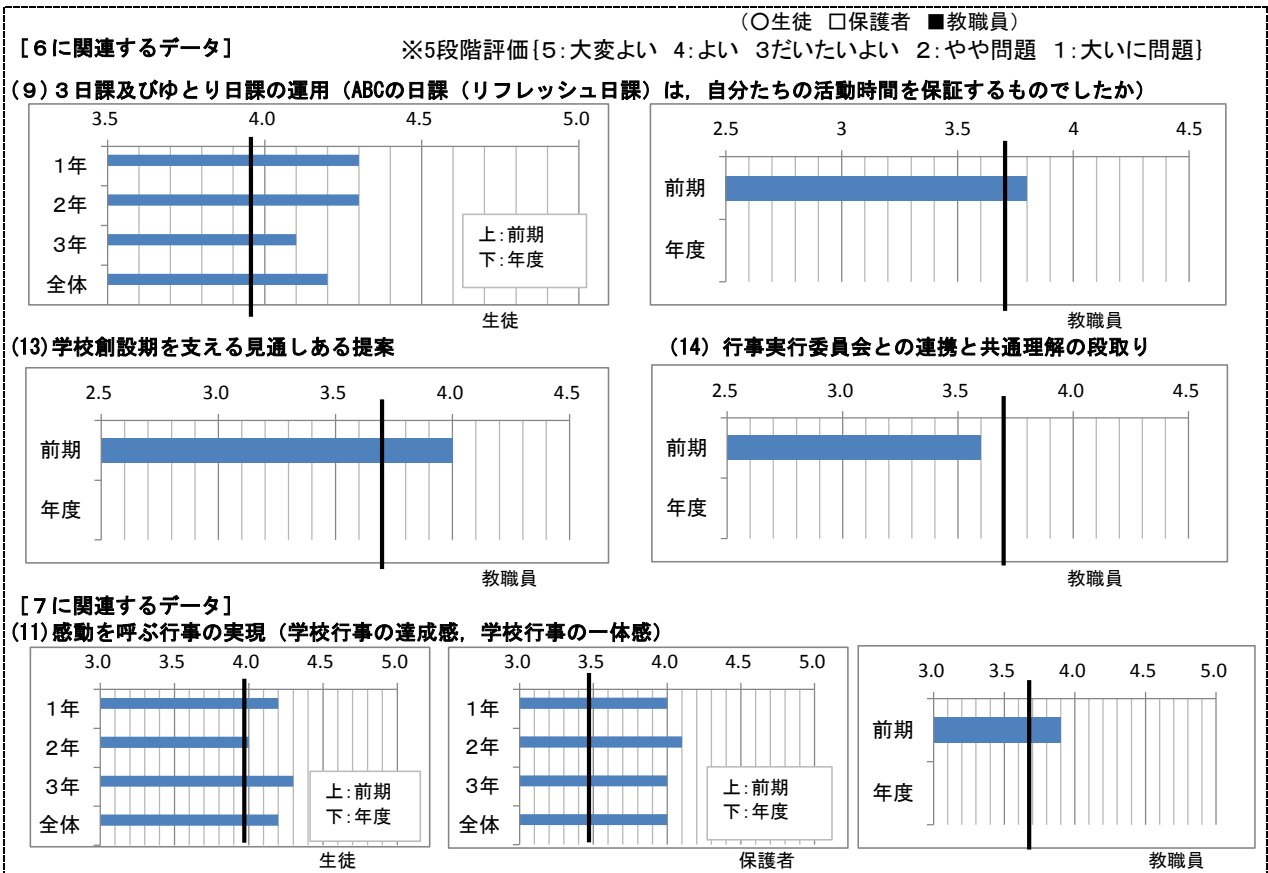 (○生徒 □保護者 ■教職員)
[6に関連するデータ]
※5段階評価{5:大変よい 4:よい 3だいたいよい 2:やや問題 1:大いに問題}
(9)3日課及びゆとり日課の運用(ABCの日課(リフレッシュ日課)は,自分たちの活動時間を保証するものでしたか)
3.5 4.0 4.5 5.0
1年
2年
3年
全体
上:前期
下:年度
生徒
2.5 3 3.5 4 4.5
前期
年度
教職員
(13)学校創設期を支える見通しある提案
2.5 3.0 3.5 4.0 4.5
前期
年度
教職員
(14) 行事実行委員会との連携と共通理解の段取り
2.5 3.0 3.5 4.0 4.5
前期
年度
教職員
[7に関連するデータ]
(11)感動を呼ぶ行事の実現(学校行事の達成感,学校行事の一体感)
3.0 3.5 4.0 4.5 5.0
1年
2年
3年
全体
上:前期
下:年度
生徒
3.0 3.5 4.0 4.5 5.0
1年
2年
3年
全体
上:前期
下:年度
保護者
3.0 3.5 4.0 4.5 5.0
前期
年度
教職員